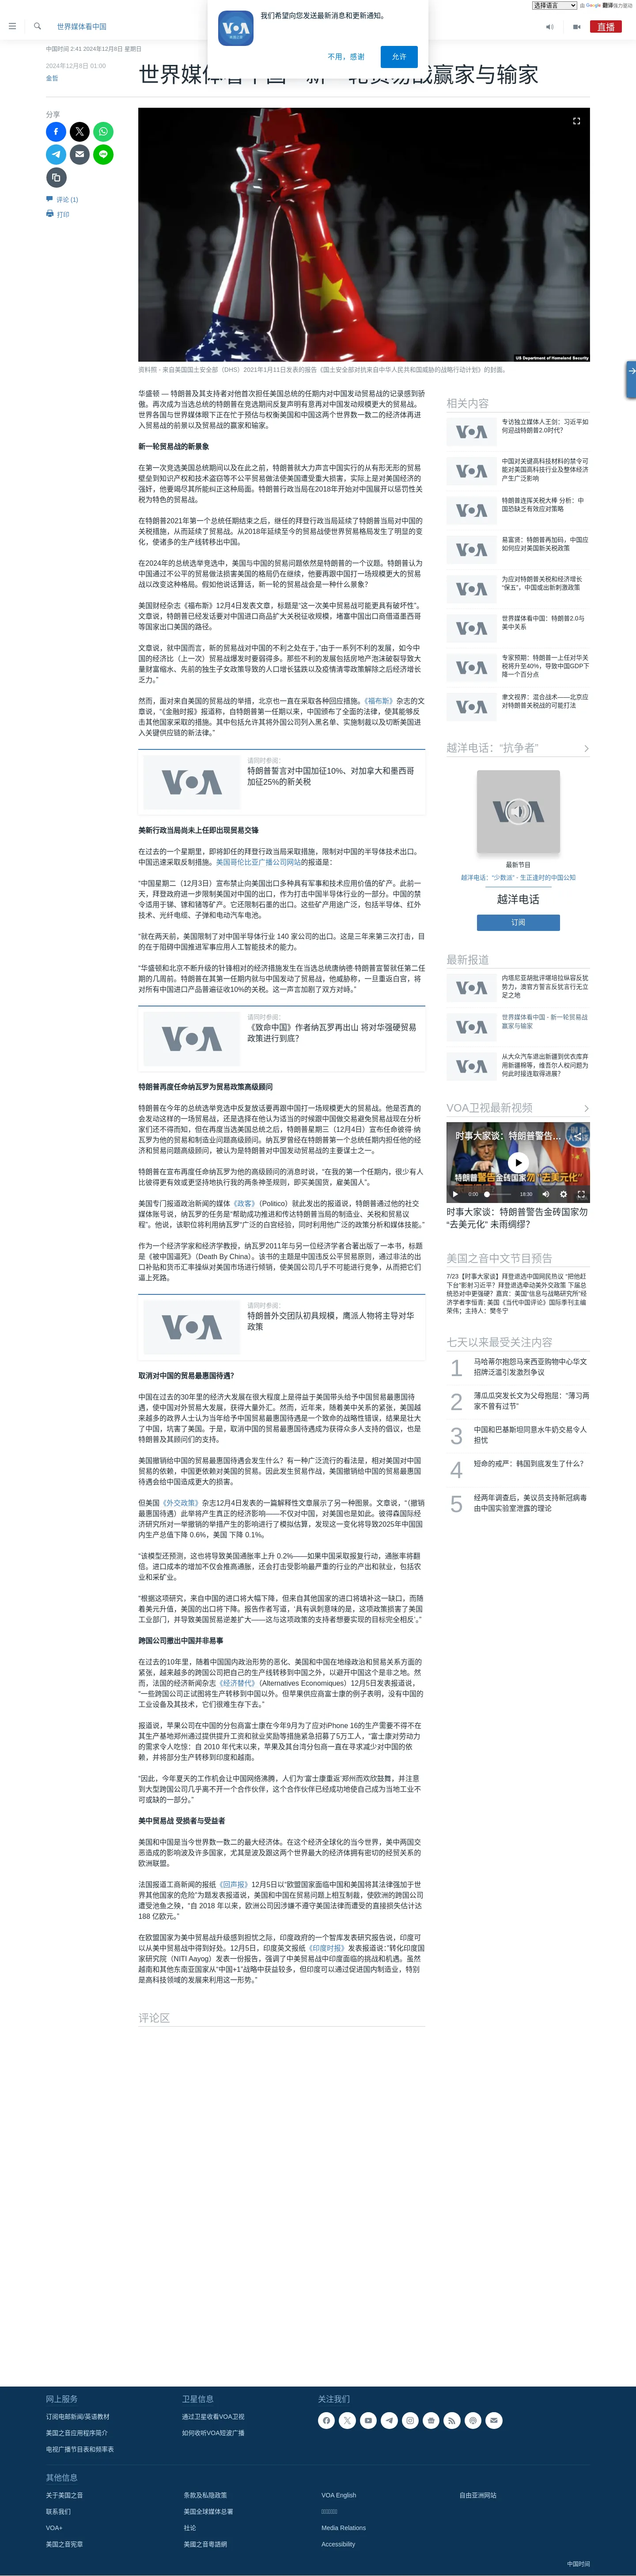 选择语言
由 Google 翻译强力驱动
世界媒体看中国
我们希望向您发送最新消息和更新通知。
不用，感谢
允许
直播
中国时间 2:41 2024年12月8日 星期日
2024年12月8日 01:00
金哲
世界媒体看中国
新一轮贸易战赢家与输家
分享
评论 (1)
打印
US Department of Homeland Security
资料照 - 来自美国国土安全部（DHS）2021年1月11日发表的报告《国土安全部对抗来自中华人民共和国威胁的战略行动计划》的封面。
华盛顿 — 特朗普及其支持者对他首次担任美国总统的任期内对中国发动贸易战的记录感到骄傲。再次成为当选总统的特朗普在竞选期间反复声明有意再对中国发动规模更大的贸易战。世界各国与世界媒体眼下正在忙于预估与权衡美国和中国这两个世界数一数二的经济体再进入贸易战的前景以及贸易战的赢家和输家。
新一轮贸易战的新景象
在第一次竞选美国总统期间以及在此之前，特朗普就大力声言中国实行的从有形无形的贸易壁垒到知识产权和技术盗窃等不公平贸易做法使美国遭受重大损害，实际上是对美国经济的强奸，他要竭尽其所能纠正这种局面。特朗普行政当局在2018年开始对中国展开以惩罚性关税为特色的贸易战。
在特朗普2021年第一个总统任期结束之后，继任的拜登行政当局延续了特朗普当局对中国的关税措施，从而延续了贸易战。从2018年延续至今的贸易战使世界贸易格局发生了明显的变化，使诸多的生产线转移出中国。
在2024年的总统选举竞选中，美国与中国的贸易问题依然是特朗普的一个议题。特朗普认为中国通过不公平的贸易做法损害美国的格局仍在继续，他要再跟中国打一场规模更大的贸易战以改变这种格局。假如他说话算话，新一轮的贸易战会是一种什么景象?
美国财经杂志《福布斯》12月4日发表文章，标题是“这一次美中贸易战可能更具有破坏性”。文章说，特朗普已经发话要对中国进口商品扩大关税征收规模，堵塞中国出口商借道墨西哥等国家出口美国的路径。
文章说，就中国而言，新的贸易战对中国的不利之处在于，”由于一系列不利的发展，如今中国的经济比（上一次）贸易战爆发时要弱得多。那些不利的发展包括房地产泡沫破裂导致大量财富缩水、先前的独生子女政策导致的人口增长猛跌以及疫情清零政策解除之后经济增长乏力。”
然而，面对来自美国的贸易战的举措，北京也一直在采取各种回应措施。《福布斯》杂志的文章说，“《金融时报》报道称，自特朗普第一任期以来，中国颁布了全面的法律，使其能够反击其他国家采取的措施。其中包括允许其将外国公司列入黑名单、实施制裁以及切断美国进入关键供应链的新法律。”
请同时参阅：
特朗普誓言对中国加征10%、对加拿大和墨西哥加征25%的新关税
美新行政当局尚未上任即出现贸易交锋
在过去的一个星期里，即将卸任的拜登行政当局采取措施，限制对中国的半导体技术出口。中国迅速采取反制措施。美国哥伦比亚广播公司网站的报道是：
“中国星期二（12月3日）宣布禁止向美国出口多种具有军事和技术应用价值的矿产。此前一天，拜登政府进一步限制美国对中国的出口，作为打击中国半导体行业的一部分。中国的禁令适用于锑、镓和锗等矿产。它还限制石墨的出口。这些矿产用途广泛，包括半导体、红外技术、光纤电缆、子弹和电动汽车电池。
“就在两天前，美国限制了对中国半导体行业 140 家公司的出口。这是三年来第三次打击，目的在于阻碍中国推进军事应用人工智能技术的能力。
“华盛顿和北京不断升级的针锋相对的经济措施发生在当选总统唐纳德·特朗普宣誓就任第二任期的几周前。特朗普在其第一任期内就与中国发动了贸易战，他威胁称，一旦重返白宫，将对所有中国进口产品普遍征收10%的关税。这一声言加剧了双方对峙。”
请同时参阅：
《致命中国》作者纳瓦罗再出山 将对华强硬贸易政策进行到底?
特朗普再度任命纳瓦罗为贸易政策高级顾问
特朗普在今年的总统选举竞选中反复放话要再跟中国打一场规模更大的贸易战。他是否真的会发动这样的一场贸易战，还是选择在他认为适当的时刻或者跟中国做交易避免贸易战现在分析家们还不得而知，但在再度当选美国总统之后，特朗普星期三（12月4日）宣布任命彼得·纳瓦罗为他的贸易和制造业问题高级顾问。纳瓦罗曾经在特朗普第一个总统任期内担任他的经济和贸易问题高级顾问，被认为是特朗普对中国发动贸易战的主要谋士之一。
特朗普在宣布再度任命纳瓦罗为他的高级顾问的消息时说，“在我的第一个任期内，很少有人比彼得更有效或更坚持地执行我的两条神圣规则，即买美国货，雇美国人”。
美国专门报道政治新闻的媒体《政客》（Politico）就此发出的报道说，特朗普通过他的社交媒体账号说，纳瓦罗的任务是“帮助成功推进和传达特朗普当局的制造业、关税和贸易议程”。他说，该职位将利用纳瓦罗“广泛的白宫经验，同时利用他广泛的政策分析和媒体技能。”
作为一个经济学家和经济学教授，纳瓦罗2011年与另一位经济学者合著出版了一本书，标题是《被中国逼死》（Death By China）。该书的主题是中国违反公平贸易原则，通过非法的出口补贴和货币汇率操纵对美国市场进行倾销，使美国公司几乎不可能与之竞争，从而把它们逼上死路。
请同时参阅：
特朗普外交团队初具规模，鹰派人物将主导对华政策
取消对中国的贸易最惠国待遇?
中国在过去的30年里的经济大发展在很大程度上是得益于美国带头给予中国贸易最惠国待遇，使中国对外贸易大发展，获得大量外汇。然而，近年来，随着美中关系的紧张，美国越来越多的政界人士认为当年给予中国贸易最惠国待遇是一个致命的战略性错误，结果是壮大了中国，坑害了美国。于是，取消中国的贸易最惠国待遇成为获得众多人支持的倡议，也是特朗普及其顾问们的支持。
美国撤销给中国的贸易最惠国待遇会发生什么? 有一种广泛流行的看法是，相对美国对中国贸易的依赖，中国更依赖对美国的贸易。因此发生贸易作战，美国撤销给中国的贸易最惠国待遇会给中国造成更大的损害。
但美国《外交政策》杂志12月4日发表的一篇解释性文章展示了另一种图景。文章说，“（撤销最惠国待遇）此举将产生真正的经济影响——不仅对中国，对美国也是如此。彼得森国际经济研究所对一举撤销的举措产生的影响进行了模拟估算，发现这一变化将导致2025年中国国内生产总值下降 0.6%，美国 下降 0.1%。
“该模型还预测，这也将导致美国通胀率上升 0.2%——如果中国采取报复行动，通胀率将翻倍。进口成本的增加不仅会推高通胀，还会打击受影响最严重的行业的产出和就业，包括农业和采矿业。
“根据这项研究，来自中国的进口将大幅下降，但来自其他国家的进口将填补这一缺口，而随着美元升值，美国的出口将下降。报告作者写道，‘具有讽刺意味的是，这项政策损害了美国工业部门，并导致美国贸易逆差扩大——这与这项政策的支持者想要实现的目标完全相反’。”
跨国公司撤出中国并非易事
在过去的10年里，随着中国国内政治形势的恶化、美国和中国在地缘政治和贸易关系方面的紧张，越来越多的跨国公司把自己的生产线转移到中国之外，以避开中国这个是非之地。然而，法国的经济新闻杂志《经济替代》（Alternatives Economiques）12月5日发表报道说，“一些跨国公司正试图将生产转移到中国以外。但苹果供应商富士康的例子表明，没有中国的工业设备及其技术，它们很难生存下去。”
报道说，苹果公司在中国的分包商富士康在今年9月为了应对iPhone 16的生产需要不得不在其生产基地郑州通过提供提升工资和就业奖励等措施紧急招募了5万工人，“富士康对劳动力的需求令人吃惊：自 2010 年代末以来，苹果及其台湾分包商一直在寻求减少对中国的依赖，并将部分生产转移到印度和越南。
“因此，今年夏天的工作机会让中国网络沸腾，人们为‘富士康重返’郑州而欢欣鼓舞，并注意到大型跨国公司几乎离不开一个合作伙伴，这个合作伙伴已经成功地使自己成为当地工业不可或缺的一部分。”
美中贸易战 受损者与受益者
美国和中国是当今世界数一数二的最大经济体。在这个经济全球化的当今世界，美中两国交恶造成的影响波及许多国家，尤其是波及跟这两个世界最大的经济体拥有密切的经贸关系的欧洲联盟。
法国报道工商新闻的报纸《回声报》12月5日以“欧盟国家面临中国和美国将其法律强加于世界其他国家的危险”为题发表报道说，美国和中国在贸易问题上相互制裁，使欧洲的跨国公司遭受池鱼之殃，“自 2018 年以来，欧洲公司因涉嫌不遵守美国法而遭受的直接损失估计达 188 亿欧元。”
在欧盟国家为美中贸易战升级感到担忧之际，印度政府的一个智库发表研究报告说，印度可以从美中贸易战中得到好处。12月5日，印度英文报纸《印度时报》发表报道说：“转化印度国家研究院（NITI Aayog）发表一份报告，强调了中美贸易战中印度面临的挑战和机遇。虽然越南和其他东南亚国家从“中国+1”战略中获益较多，但印度可以通过促进国内制造业，特别是高科技领域的发展来利用这一形势。”
评论区
相关内容
专访独立媒体人王剑：习近平如何迎战特朗普2.0时代?
中国对关键高科技材料的禁令可能对美国高科技行业及整体经济产生广泛影响
特朗普连挥关税大棒 分析：中国恐缺乏有效应对策略
易富贤：特朗普再加码，中国应如何应对美国新关税政策
为应对特朗普关税和经济增长“保五”，中国或出新刺激政策
世界媒体看中国：特朗普2.0与美中关系
专家预期：特朗普一上任对华关税将升至40%，导致中国GDP下降一个百分点
聿文视界：混合战术——北京应对特朗普关税战的可能打法
越洋电话：“抗争者”
最新节目
越洋电话：“少数派” - 生正逢时的中国公知
越洋电话
订阅
最新报道
内塔尼亚胡批评堪培拉纵容反犹势力，澳官方誓言反犹言行无立足之地
世界媒体看中国 - 新一轮贸易战赢家与输家
从大众汽车退出新疆到优衣库弃用新疆棉等，维吾尔人权问题为何此时接连取得进展？
VOA卫视最新视频
时事大家谈：特朗普警告...
特朗普警告金砖国家勿“去美元化”
0:00
18:30
时事大家谈：特朗普警告金砖国家勿“去美元化” 未雨绸缪?
美国之音中文节目预告
7/23【时事大家谈】拜登退选中国网民热议 “把他赶下台”影射习近平？拜登退选牵动美外交政策 下届总统恐对中更强硬？嘉宾：美国“信息与战略研究所”经济学者李恒青; 美国《当代中国评论》国际季刊主编荣伟；主持人：樊冬宁
七天以来最受关注内容
1
马哈蒂尔抱怨马来西亚购物中心华文招牌泛滥引发激烈争议
2
薄瓜瓜突发长文为父母抱屈：“薄习两家不曾有过节”
3
中国和巴基斯坦同意水牛奶交易令人担忧
4
短命的戒严：韩国到底发生了什么？
5
经两年调查后，美议员支持新冠病毒由中国实验室泄露的理论
网上服务
订阅电邮新闻/英语教材
美国之音应用程序简介
电视广播节目表和频率表
卫星信息
通过卫星收看VOA卫视
如何收听VOA短波广播
关注我们
其他信息
关于美国之音
联系我们
VOA+
美国之音宪章
条款及私隐政策
美国全球媒体总署
社论
美國之音粵語網
VOA English
Media Relations
Accessibility
自由亚洲网站
中国时间